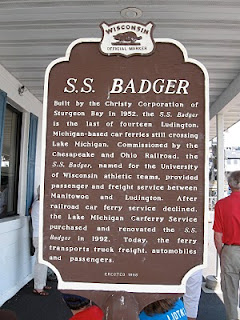 WISCONSIN
OFFICIAL MARKER
S.S. BADGER
Built by the Christy Corporation of
Sturgeon Bay in 1952, the S.S. Badger
is the last of fourteen Ludington,
Michigan-based car ferries still crossing
Lake Michigan. Commissioned by the
Chesapeake and Ohio Railroad, the
S.S. Badger, named for the University
of Wisconsin athletic teams, provided
passenger and freight service between
Manitowoc and Ludington. After
railroad car ferry service declined,
the Lake Michigan Carferry Service
purchased and renovated the S.S.
Badger in 1992. Today, the ferry
transports truck freight, automobiles
and passengers.
ERECTED